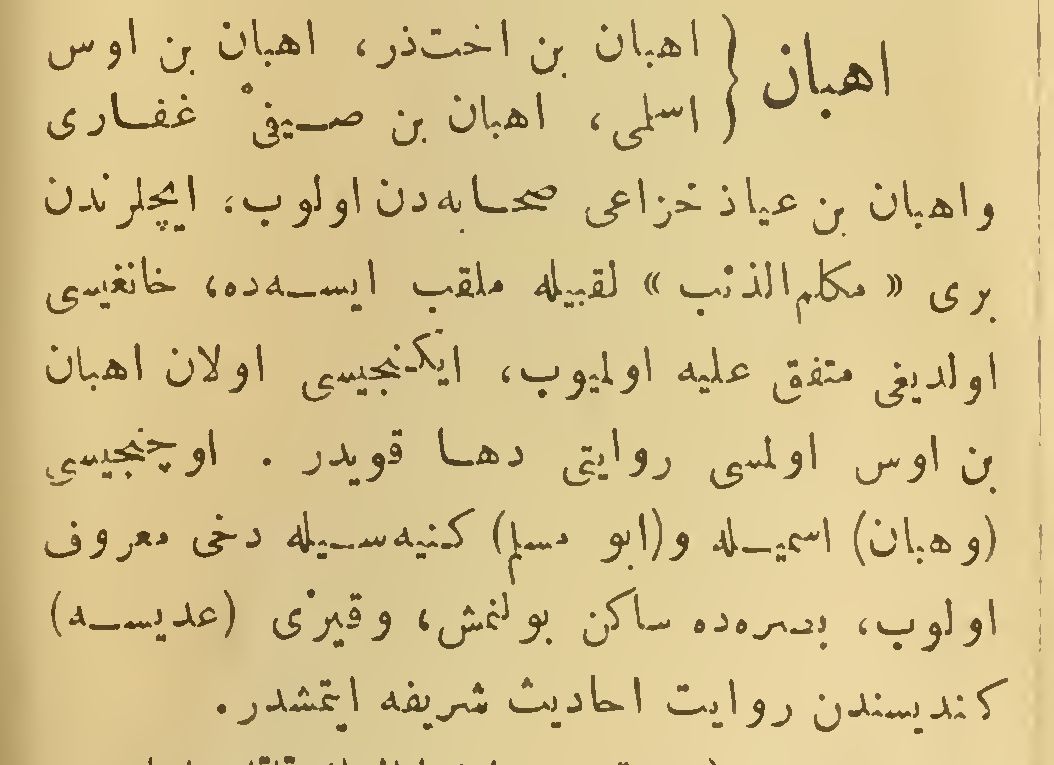 اهبان { اهبان بن اختذر، اهبان بن اوس
اسلمی، اهبان بن صیفیٔ غفاری
واهبان بن عیاذ خزاعی صحابه‌دن اولوب، ایچلرندن
بری « مکلم الذئب » لقبیله ملقب ایسه‌ده، خانغیسی
اولدیغی متفق علیه اولمیوب، ایکنجیسی اولان اهبان
بن اوس اولمسی روایتی دها قویدر . اوچنجیسی
(وهبان) اسمیله و(ابو مسلم) کنیه‌سیله دخی معروف
اولوب، بصره‌ده ساکن بولنمش، وقیزی (عدیسه)
کندیسندن روایت احادیث شریفه ایتمشدر.